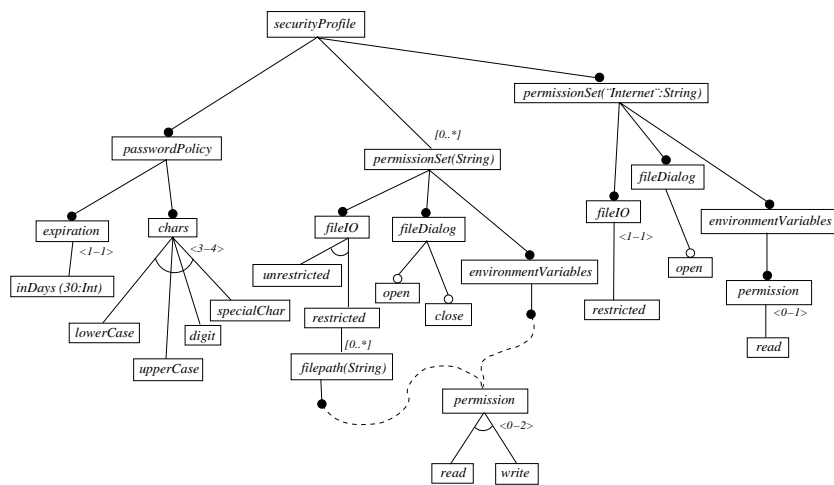 securityProfile
permissionSet(¨Internet¨:String)
[0..*]
passwordPolicy
permissionSet(String)
fileDialog
expiration
chars
fileIO
fileDialog
fileIO
environmentVariables
<1−1>
<3−4>
<1−1>
unrestricted
environmentVariables
open
inDays (30:Int)
open
permission
specialChar
close
restricted
restricted
<0−1>
lowerCase
digit
[0..*]
read
upperCase
filepath(String)
permission
<0−2>
read
write